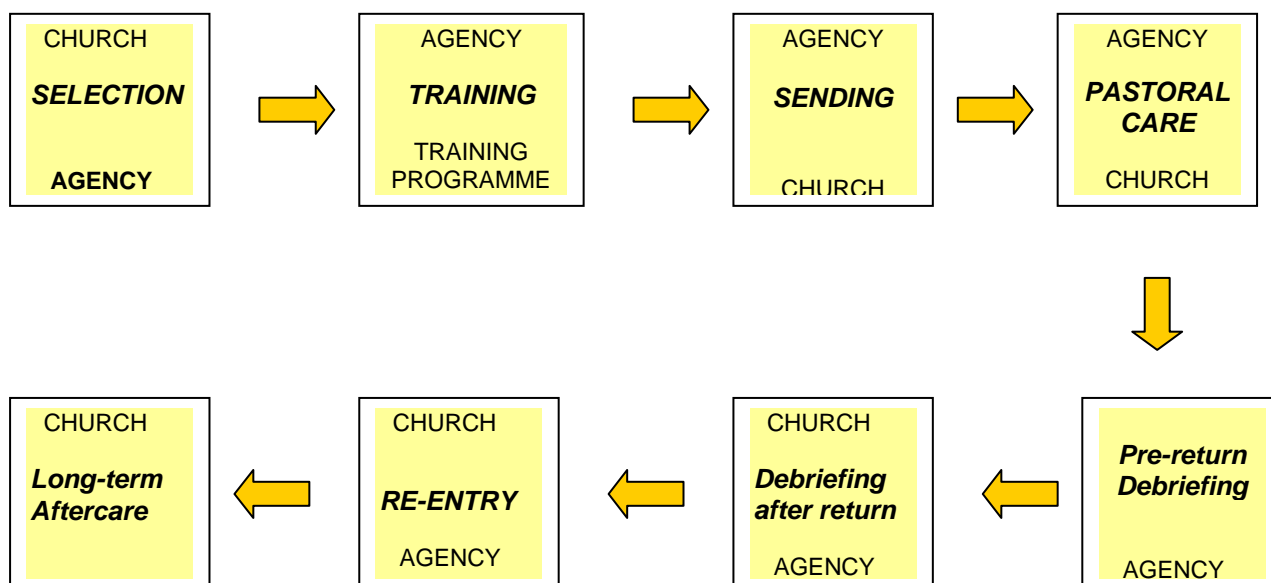 CHURCH
SELECTION
AGENCY
AGENCY
TRAINING
TRAINING
PROGRAMME
AGENCY
SENDING
CHURCH
AGENCY
PASTORAL
CARE
CHURCH
Pre-return
Debriefing
AGENCY
CHURCH
Debriefing
after return
AGENCY
CHURCH
RE-ENTRY
AGENCY
CHURCH
Long-term
Aftercare